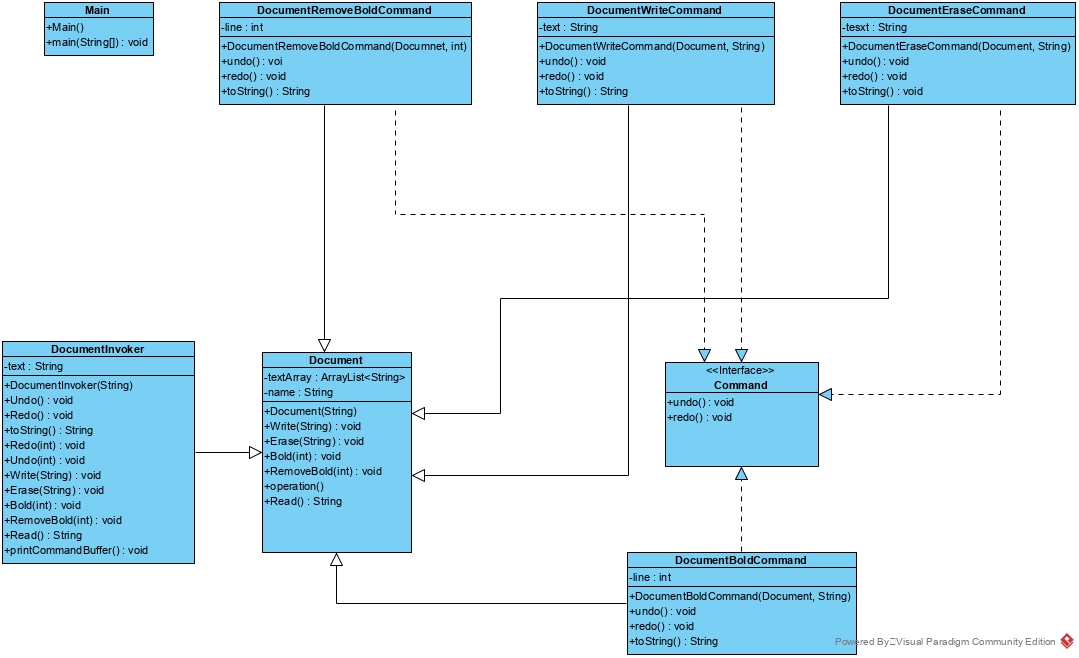 Main
+Main()
+main(String[]) : void
DocumentRemoveBoldCommand
-line : int
+DocumentRemoveBoldCommand(Documnet, int)
+undo() : voi
+redo() : void
+toString() : String
DocumentWriteCommand
-text : String
+DocumentWriteCommand(Document, String)
+undo() : void
+redo() : void
+toString() : String
DocumentEraseCommand
-tesxt : String
+DocumentEraseCommand(Document, String)
+undo() : void
+redo() : void
+toString() : void
DocumentInvoker
-text : String
+DocumentInvoker(String)
+Undo() : void
+Redo() : void
+toString() : String
+Redo(int) : void
+Undo(int) : void
+Write(String) : void
+Erase(String) : void
+Bold(int) : void
+RemoveBold(int) : void
+Read() : String
+printCommandBuffer() : void
Document
-textArray : ArrayList<String>
-name : String
+Document(String)
+Write(String) : void
+Erase(String) : void
+Bold(int) : void
+RemoveBold(int) : void
+operation()
+Read() : String
<<Interface>>
Command
+undo() : void
+redo() : void
DocumentBoldCommand
-line : int
+DocumentBoldCommand(Document, String)
+undo() : void
+redo() : void
+toString() : String
Powered By Visual Paradigm Community Edition